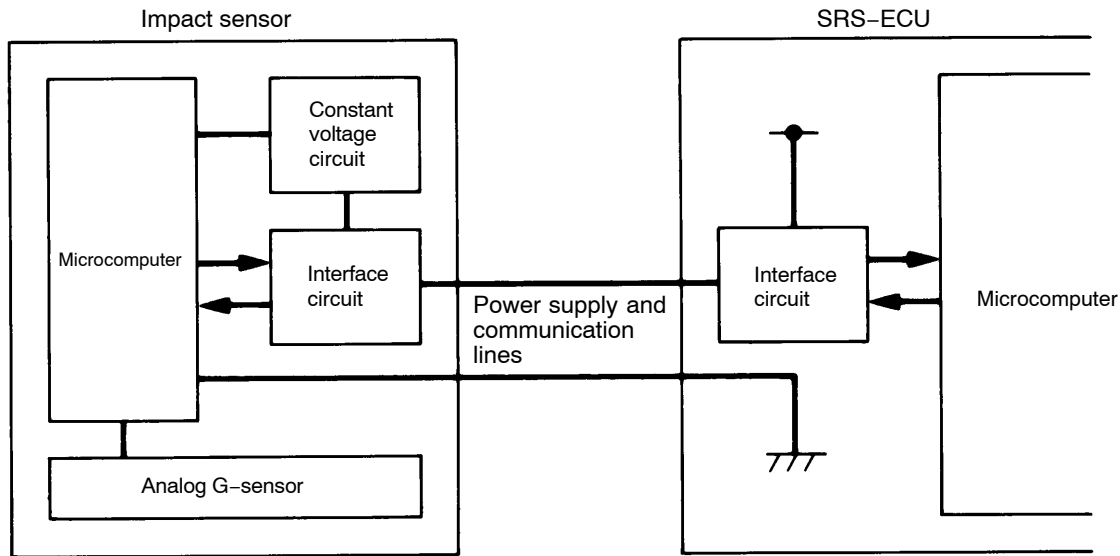 Impact sensor
SRS−ECU
Constant
voltage
circuit
Microcomputer
Interface
circuit
Power supply and
communication
lines
Interface
circuit
Microcomputer
Analog G−sensor